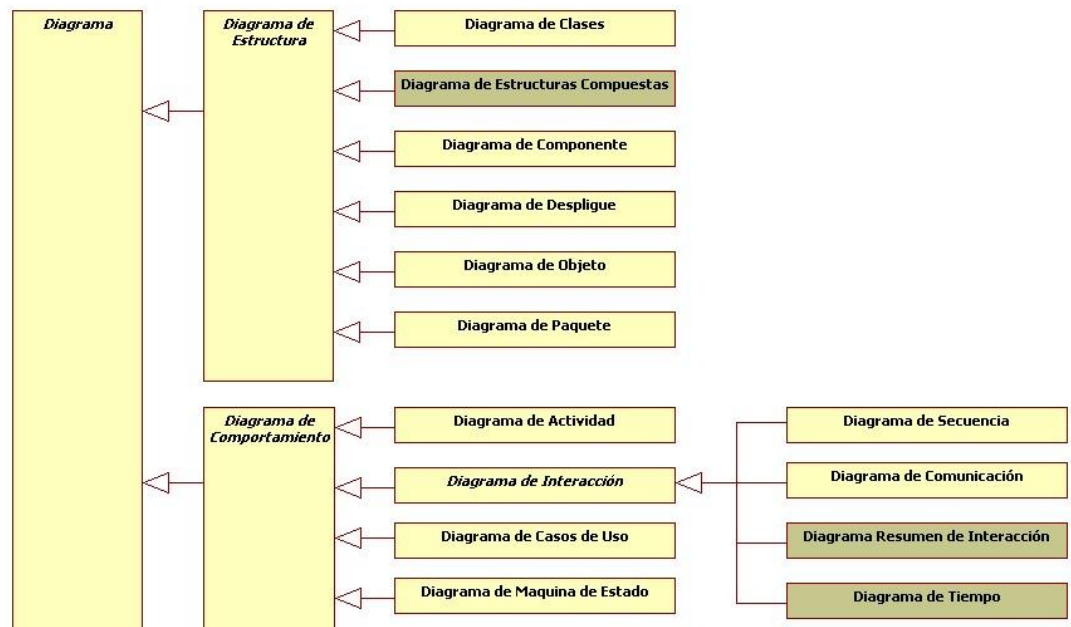 Diagrama
Diagrama de
Estructura
Diagrama de Clases
Diagrama de Estructuras Compuestas
Diagrama de Componente
Diagrama de Despligue
Diagrama de Objeto
Diagrama de Paquete
Diagrama de
Comportamiento
Diagrama de Actividad
Diagrama de Interacción
Diagrama de Casos de Uso
Diagrama de Maquina de Estado
Diagrama de Secuencia
Diagrama de Comunicación
Diagrama Resumen de Interacción
Diagrama de Tiempo